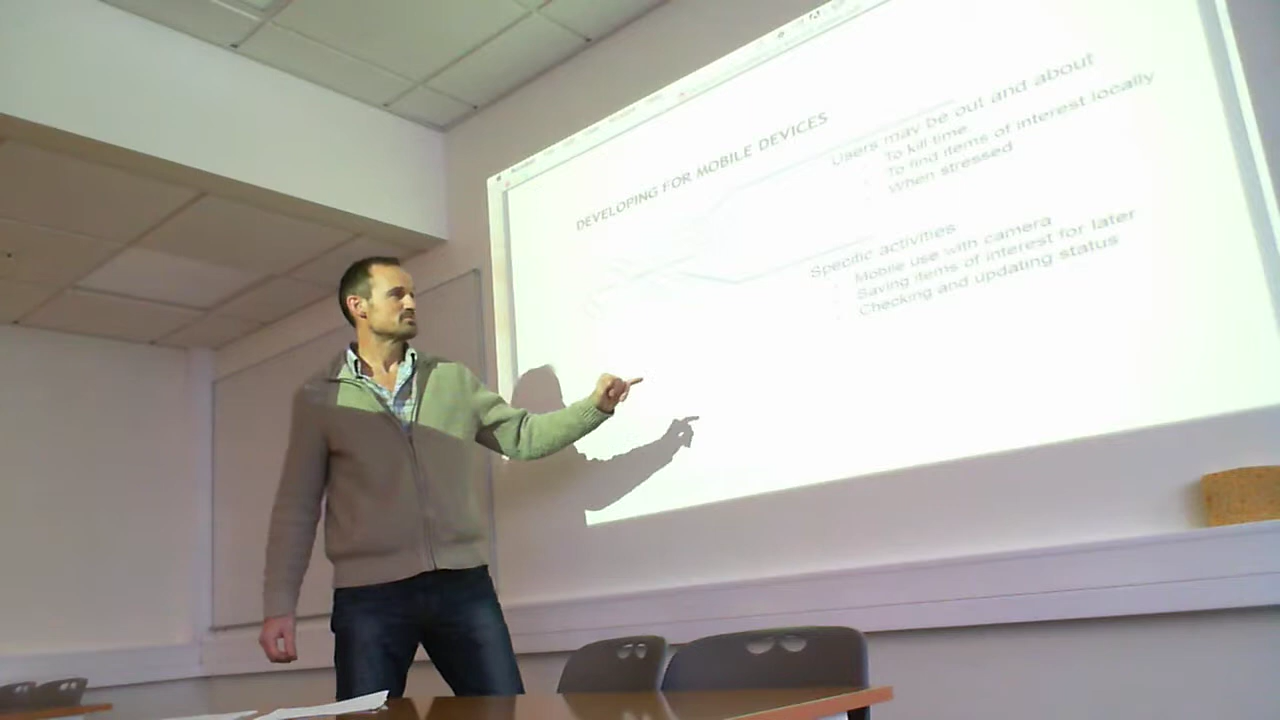 DEVELOPING FOR MOBILE DEVICES
Users may be out and about
To kill time
To find items of interest locally
When stressed
Specific activities
Mobile use with camera
Saving items of interest for later
Checking and updating status